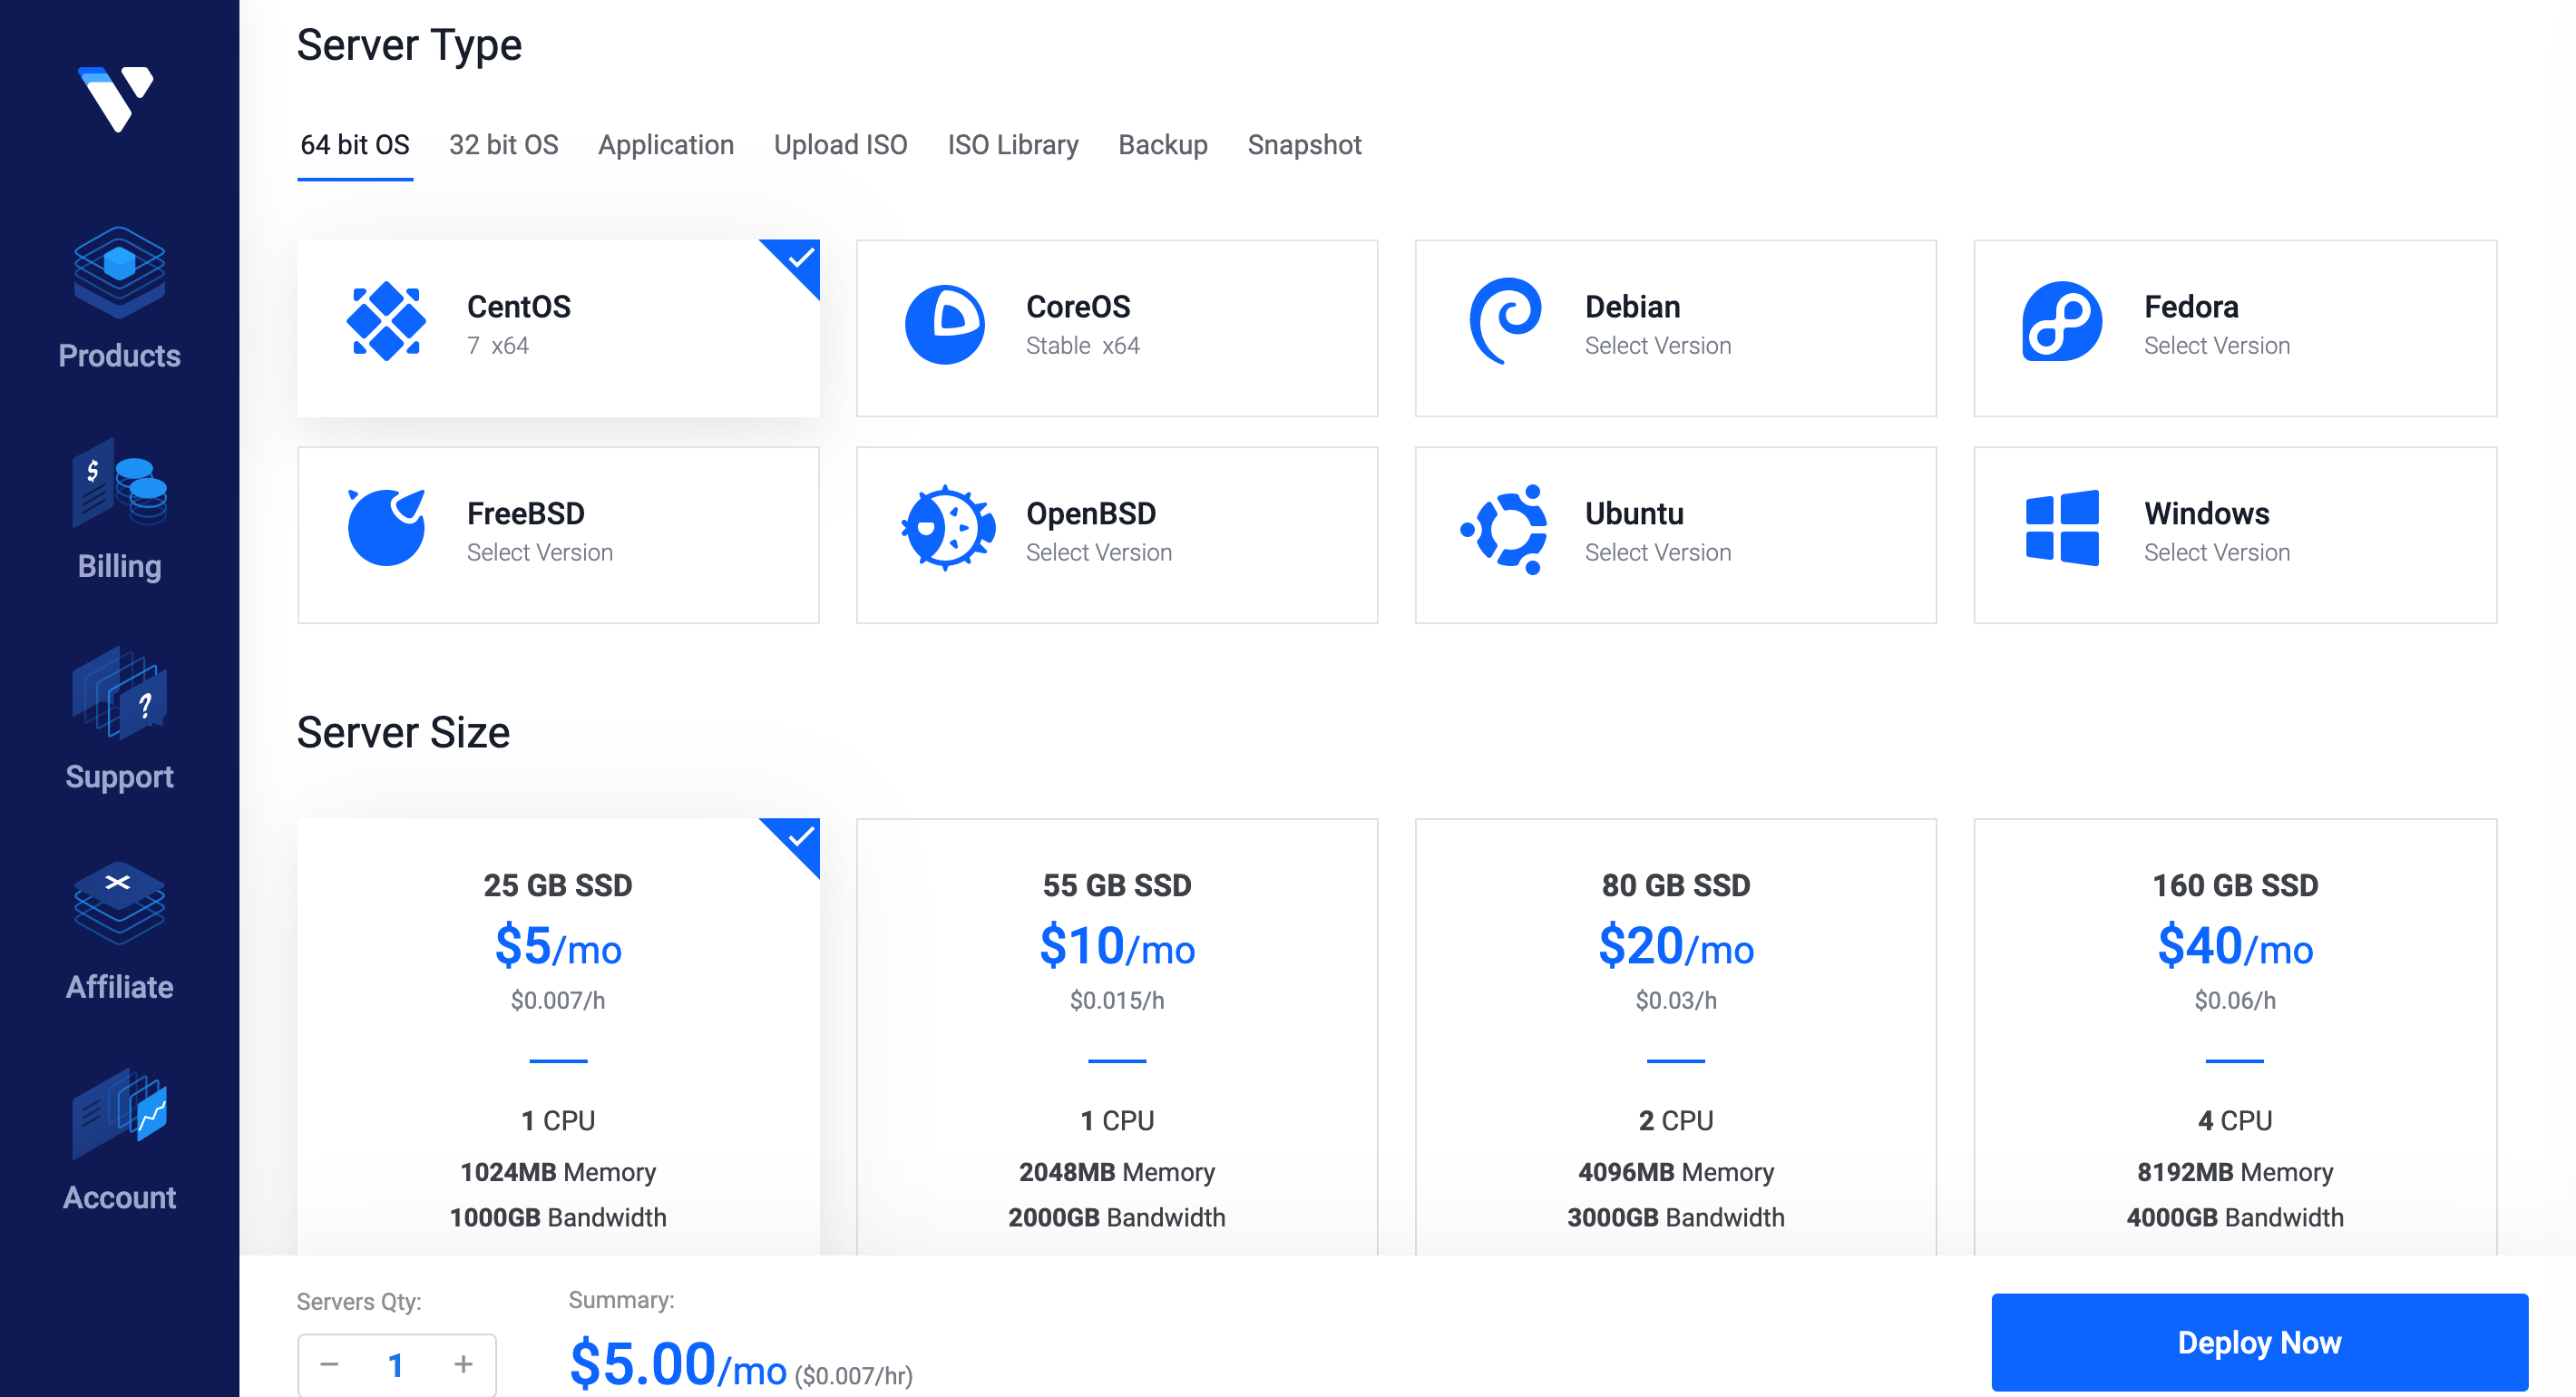 Server Type
64 bit OS 32 bit OS Application Upload ISO ISO Library Backup Snapshot
CentOS
7 x64
CoreOS
Stable x64
Debian
Select Version
Fedora
Select Version
FreeBSD
Select Version
OpenBSD
Select Version
Ubuntu
Select Version
Windows
Select Version
Server Size
25 GB SSD
$5/mo
$0.007/h
1 CPU
1024MB Memory
1000GB Bandwidth
55 GB SSD
$10/mo
$0.015/h
1 CPU
2048MB Memory
2000GB Bandwidth
80 GB SSD
$20/mo
$0.03/h
2 CPU
4096MB Memory
3000GB Bandwidth
160 GB SSD
$40/mo
$0.06/h
4 CPU
8192MB Memory
4000GB Bandwidth
Servers Qty:
− 1 +
Summary:
$5.00/mo ($0.007/hr)
Deploy Now
Products
$
Billing
?
Support
Affiliate
Account